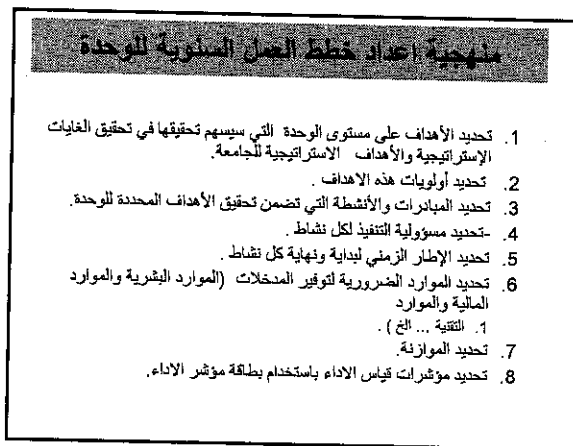 منهجية اعداد خطط العمل السنوية للوحدة
1. تحديد الأهداف على مستوى الوحدة التي سيسهم تحقيقها في تحقيق الغايات
الإستراتيجية والأهداف الاستراتيجية للجامعة.
2. تحديد أولويات هذه الاهداف .
3. تحديد المبادرات والأنشطة التي تضمن تحقيق الأهداف المحددة للوحدة.
4. -تحديد مسؤولية التنفيذ لكل نشاط .
5. تحديد الإطار الزمني لبداية ونهاية كل نشاط .
6. تحديد الموارد الضرورية لتوفير المدخلات (الموارد البشرية والموارد
المالية والموارد
1. التقنية ... الخ ) .
7. تحديد الموازنة.
8. تحديد مؤشرات قياس الاداء باستخدام بطاقة مؤشر الاداء.